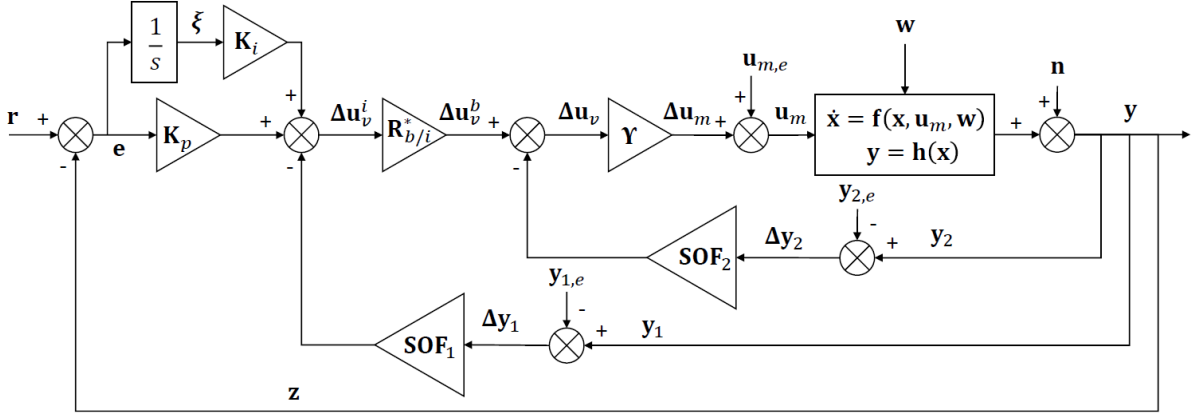 w
1
s
ξ
K_i
u_{m,e}
n
r
+
-
e
K_p
+
+
-
Δu_v^i
R*_{b/i}
Δu_v^b
+
-
Δu_v
Υ
Δu_m
+
+
u_m
ẋ = f(x, u_m, w)
y = h(x)
+
+
y
y_{2,e}
-
SOF_2
Δy_2
+
y_2
y_{1,e}
-
SOF_1
Δy_1
+
y_1
z